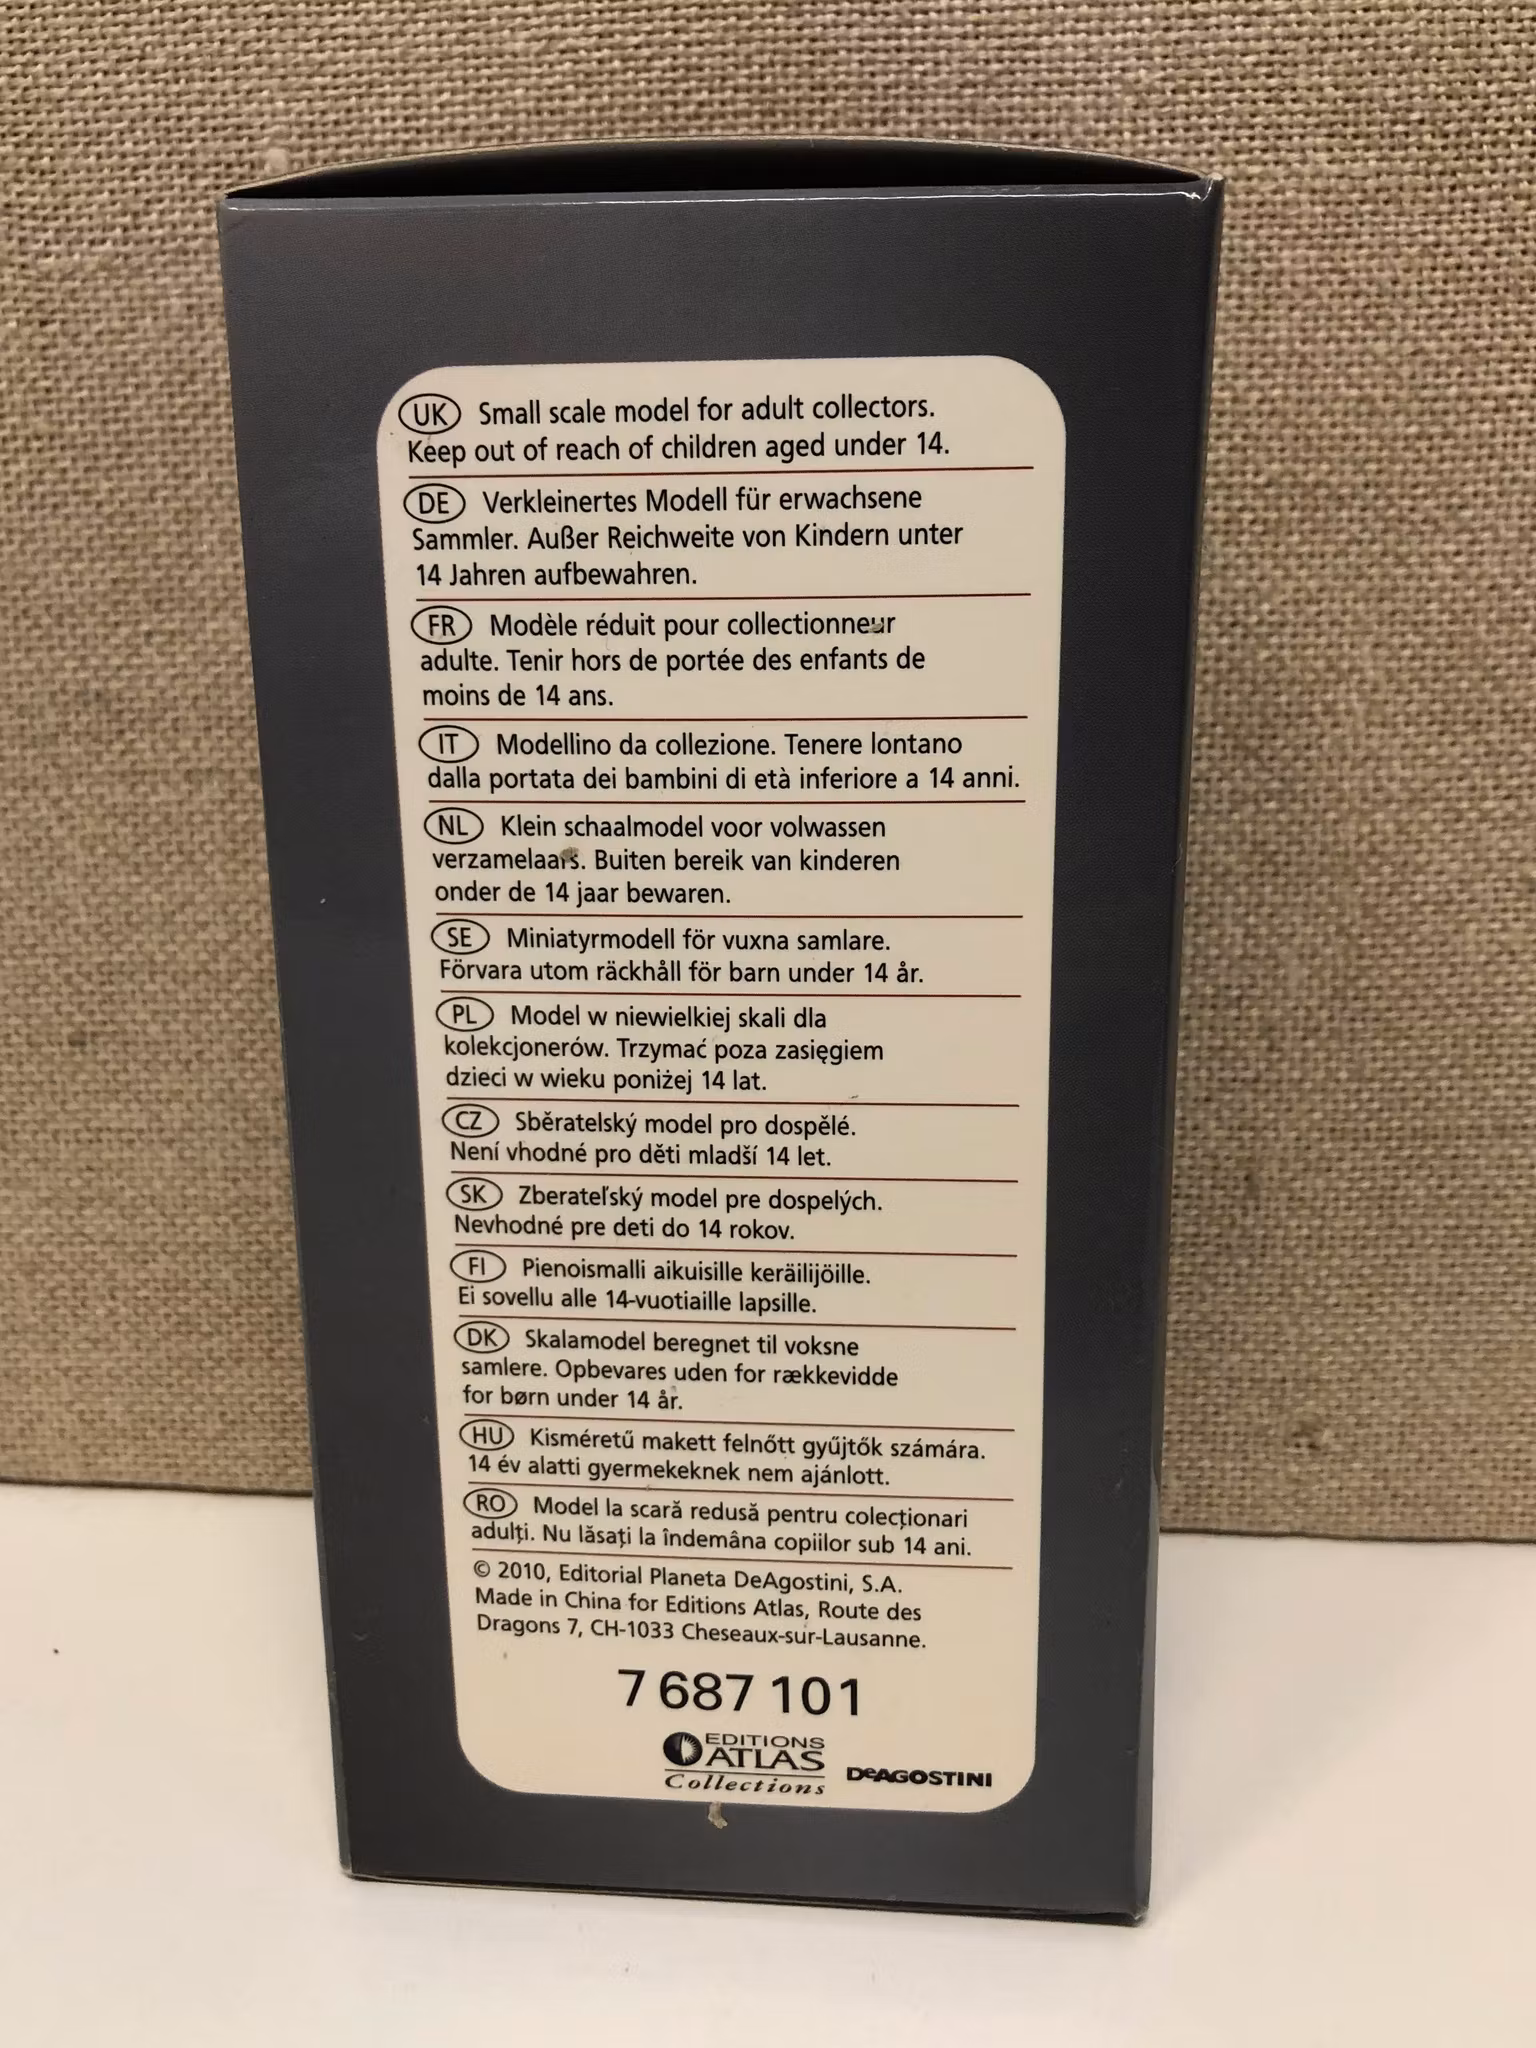 UK Small scale model for adult collectors.
Keep out of reach of children aged under 14.
DE Verkleinertes Modell für erwachsene
Sammler. Außer Reichweite von Kindern unter
14 Jahren aufbewahren.
FR Modèle réduit pour collectionneur
adulte. Tenir hors de portée des enfants de
moins de 14 ans.
IT Modellino da collezione. Tenere lontano
dalla portata dei bambini di età inferiore a 14 anni.
NL Klein schaalmodel voor volwassen
verzamelaars. Buiten bereik van kinderen
onder de 14 jaar bewaren.
SE Miniatyrmodell för vuxna samlare.
Förvara utom räckhåll för barn under 14 år.
PL Model w niewielkiej skali dla
kolekcjonerów. Trzymać poza zasięgiem
dzieci w wieku poniżej 14 lat.
CZ Sběratelský model pro dospělé.
Není vhodné pro děti mladší 14 let.
SK Zberateľský model pre dospelých.
Nevhodné pre deti do 14 rokov.
FI Pienoismalli aikuisille keräilijöille.
Ei sovellu alle 14-vuotiaille lapsille.
DK Skalamodel beregnet til voksne
samlere. Opbevares uden for rækkevidde
for børn under 14 år.
HU Kisméretű makett felnőtt gyűjtők számára.
14 év alatti gyermekeknek nem ajánlott.
RO Model la scară redusă pentru colecționari
adulți. Nu lăsați la îndemâna copiilor sub 14 ani.
© 2010, Editorial Planeta DeAgostini, S.A.
Made in China for Editions Atlas, Route des
Dragons 7, CH-1033 Cheseaux-sur-Lausanne.
7 687 101
EDITIONS
ATLAS
Collections
DeAGOSTINI